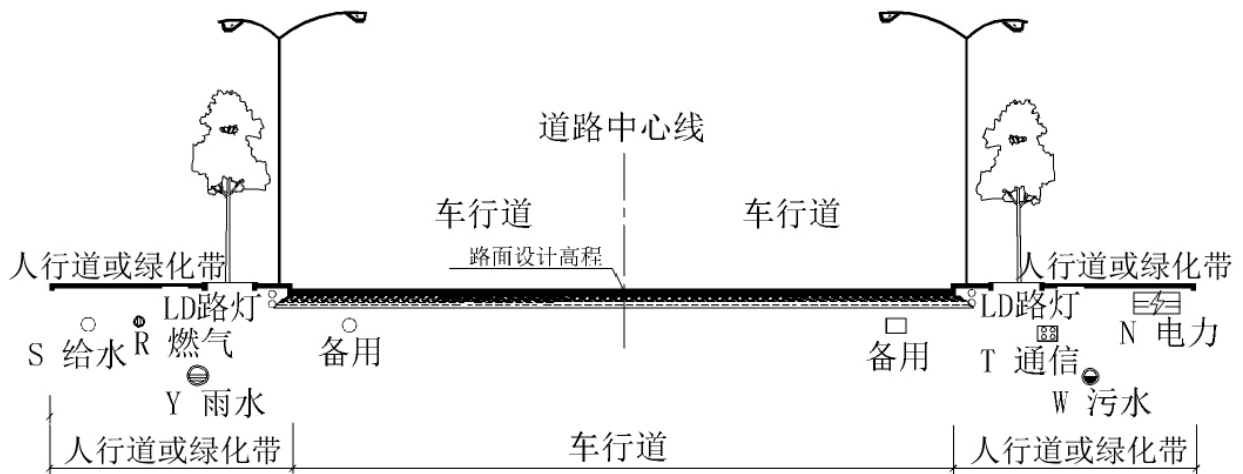 道路中心线
车行道 车行道
路面设计高程
人行道或绿化带 人行道或绿化带
LD路灯 LD路灯
S 给水 R 燃气 备用 备用 T 通信 N 电力
Y 雨水 W 污水
人行道或绿化带 车行道 人行道或绿化带